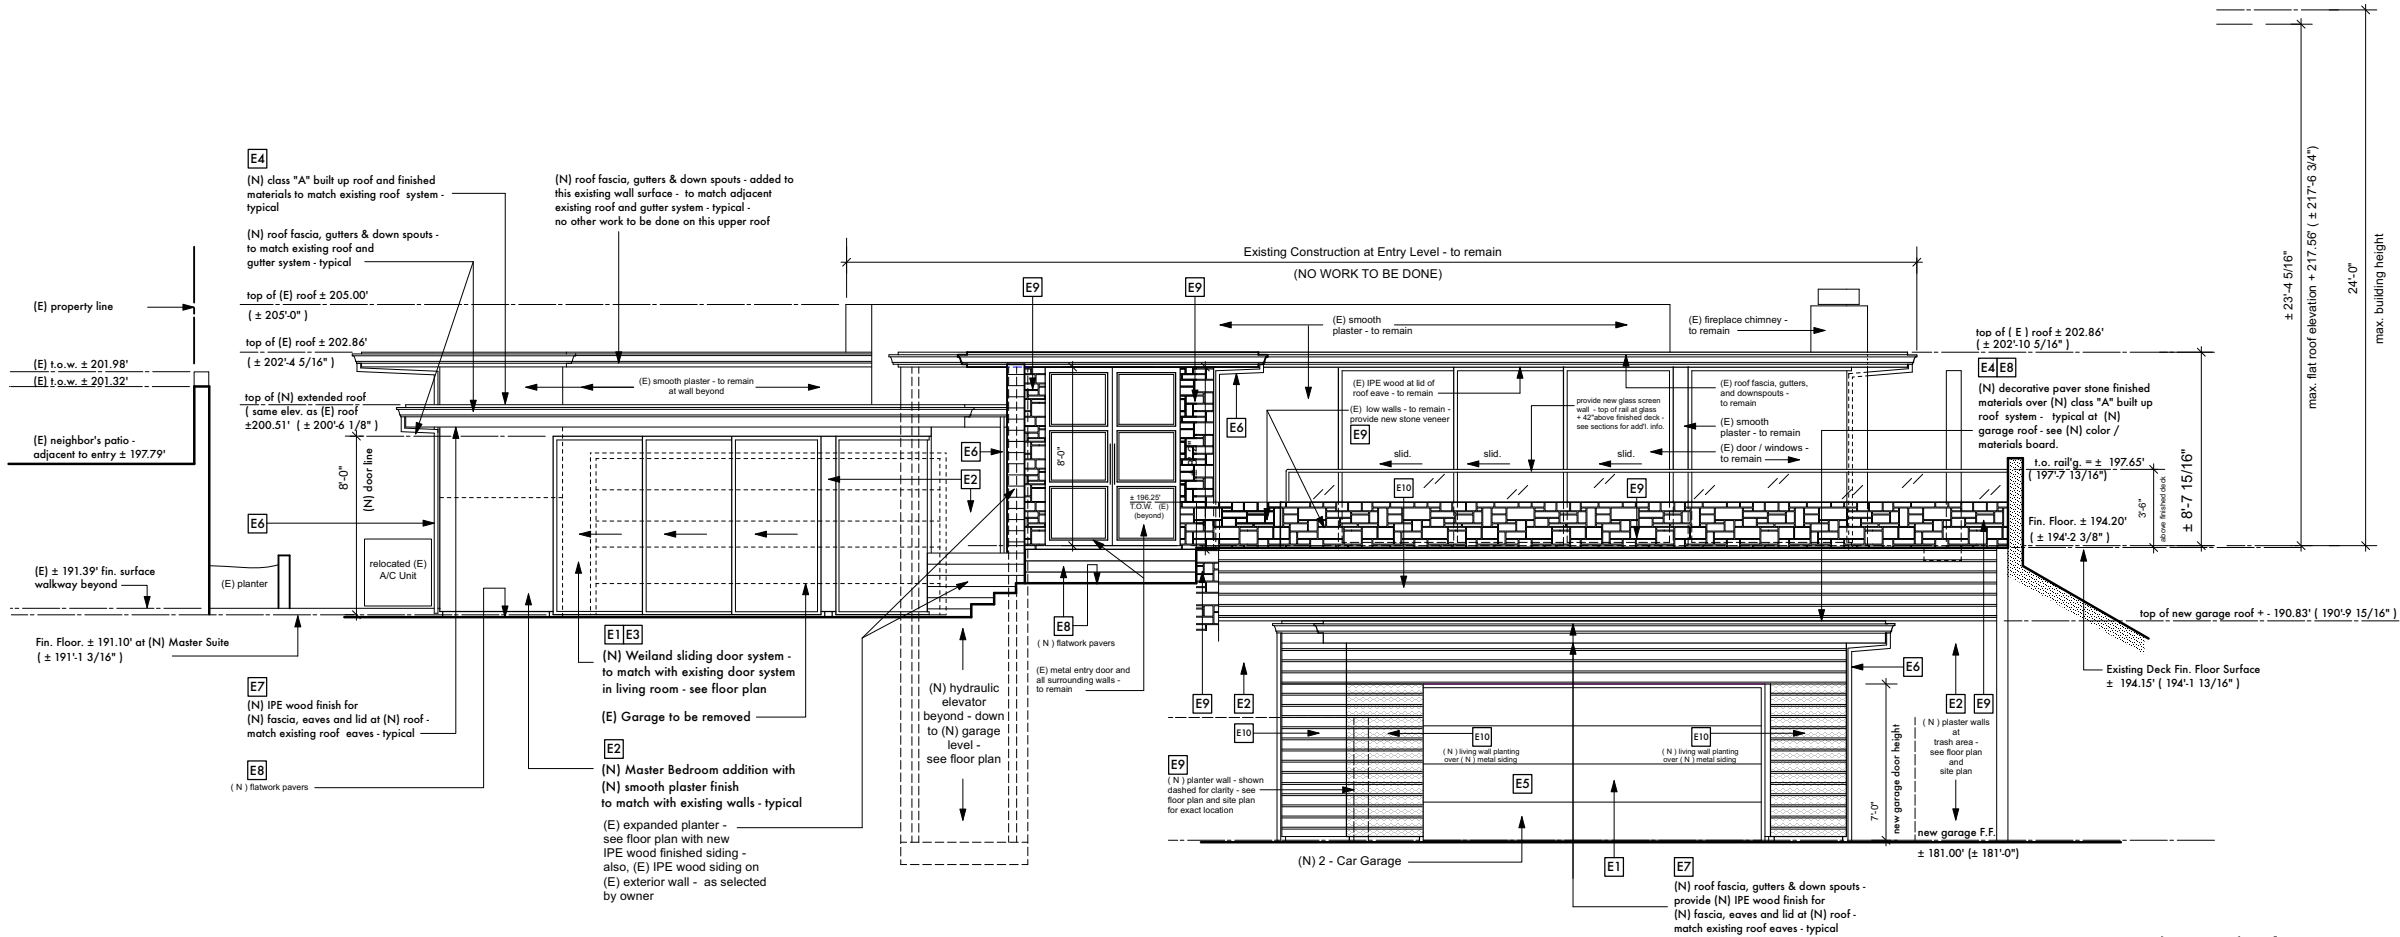 E4
(N) class "A" built up roof and finished
materials to match existing roof system -
typical
(N) roof fascia, gutters & down spouts -
to match existing roof and
gutter system - typical
(N) roof fascia, gutters & down spouts - added to
this existing wall surface - to match adjacent
existing roof and gutter system - typical -
no other work to be done on this upper roof
Existing Construction at Entry Level - to remain
(NO WORK TO BE DONE)
(E) property line
top of (E) roof ± 205.00'
( ± 205'-0" )
top of (E) roof ± 202.86'
( ± 202'-4 5/16" )
(E) t.o.w. ± 201.98'
(E) t.o.w. ± 201.32'
top of (N) extended roof
( same elev. as (E) roof
±200.51' ( ± 200'-6 1/8" )
(E) neighbor's patio -
adjacent to entry ± 197.79'
8'-0"
(N) door line
E6
relocated (E)
A/C Unit
(E) planter
(E) ± 191.39' fin. surface
walkway beyond
Fin. Floor. ± 191.10' at (N) Master Suite
( ± 191'-1 3/16" )
E7
(N) IPE wood finish for
(N) fascia, eaves and lid at (N) roof -
match existing roof eaves - typical
E8
( N ) flatwork pavers
(E) smooth plaster - to remain
at wall beyond
E1 E3
(N) Weiland sliding door system -
to match with existing door system
in living room - see floor plan
(E) Garage to be removed
E2
(N) Master Bedroom addition with
(N) smooth plaster finish
to match with existing walls - typical
(E) expanded planter -
see floor plan with new
IPE wood finished siding -
also, (E) IPE wood siding on
(E) exterior wall - as selected
by owner
E6
E2
(N) hydraulic
elevator
beyond - down
to (N) garage
level -
see floor plan
E9
E9
8'-0"
± 196.25'
T.O.W. (E)
(beyond)
E8
( N ) flatwork pavers
(E) metal entry door and
all surrounding walls -
to remain
(E) smooth
plaster - to remain
(E) fireplace chimney -
to remain
E6
(E) IPE wood at lid of
roof eave - to remain
(E) low walls - to remain -
provide new stone veneer
E9
provide new glass screen
wall - top of rail at glass
+ 42"above finished deck -
see sections for add'l. info.
(E) roof fascia, gutters,
and downspouts -
to remain
(E) smooth
plaster - to remain
(E) door / windows -
to remain
slid.
slid.
slid.
E10
E9
top of ( E ) roof ± 202.86'
( ± 202'-10 5/16" )
E4 E8
(N) decorative paver stone finished
materials over (N) class "A" built up
roof system - typical at (N)
garage roof - see (N) color /
materials board.
t.o. rail'g. = ± 197.65'
( 197'-7 13/16")
3'-6"
above finished deck
± 8'-7 15/16"
Fin. Floor. ± 194.20'
( ± 194'-2 3/8" )
± 23'-4 5/16"
max. flat roof elevation + 217.56' ( ± 217'-6 3/4")
24'-0"
max. building height
top of new garage roof + - 190.83' ( 190'-9 15/16" )
Existing Deck Fin. Floor Surface
± 194.15' ( 194'-1 13/16" )
E9
E2
E6
E2
E9
E10
E10
( N ) living wall planting
over ( N ) metal siding
E10
( N ) living wall planting
over ( N ) metal siding
E9
( N ) planter wall - shown
dashed for clarity - see
floor plan and site plan
for exact location
E5
7'-0"
new garage door height
( N ) plaster walls
at
trash area -
see floor plan
and
site plan
new garage F.F.
± 181.00' (± 181'-0")
(N) 2 - Car Garage
E1
E7
(N) roof fascia, gutters & down spouts -
provide (N) IPE wood finish for
(N) fascia, eaves and lid at (N) roof -
match existing roof eaves - typical